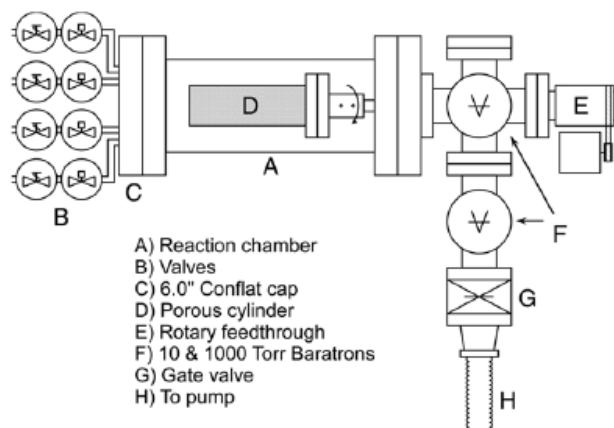 D
E
A
C
B
F
A) Reaction chamber
B) Valves
C) 6.0" Conflat cap
D) Porous cylinder
E) Rotary feedthrough
F) 10 & 1000 Torr Baratrons
G) Gate valve
H) To pump
G
H